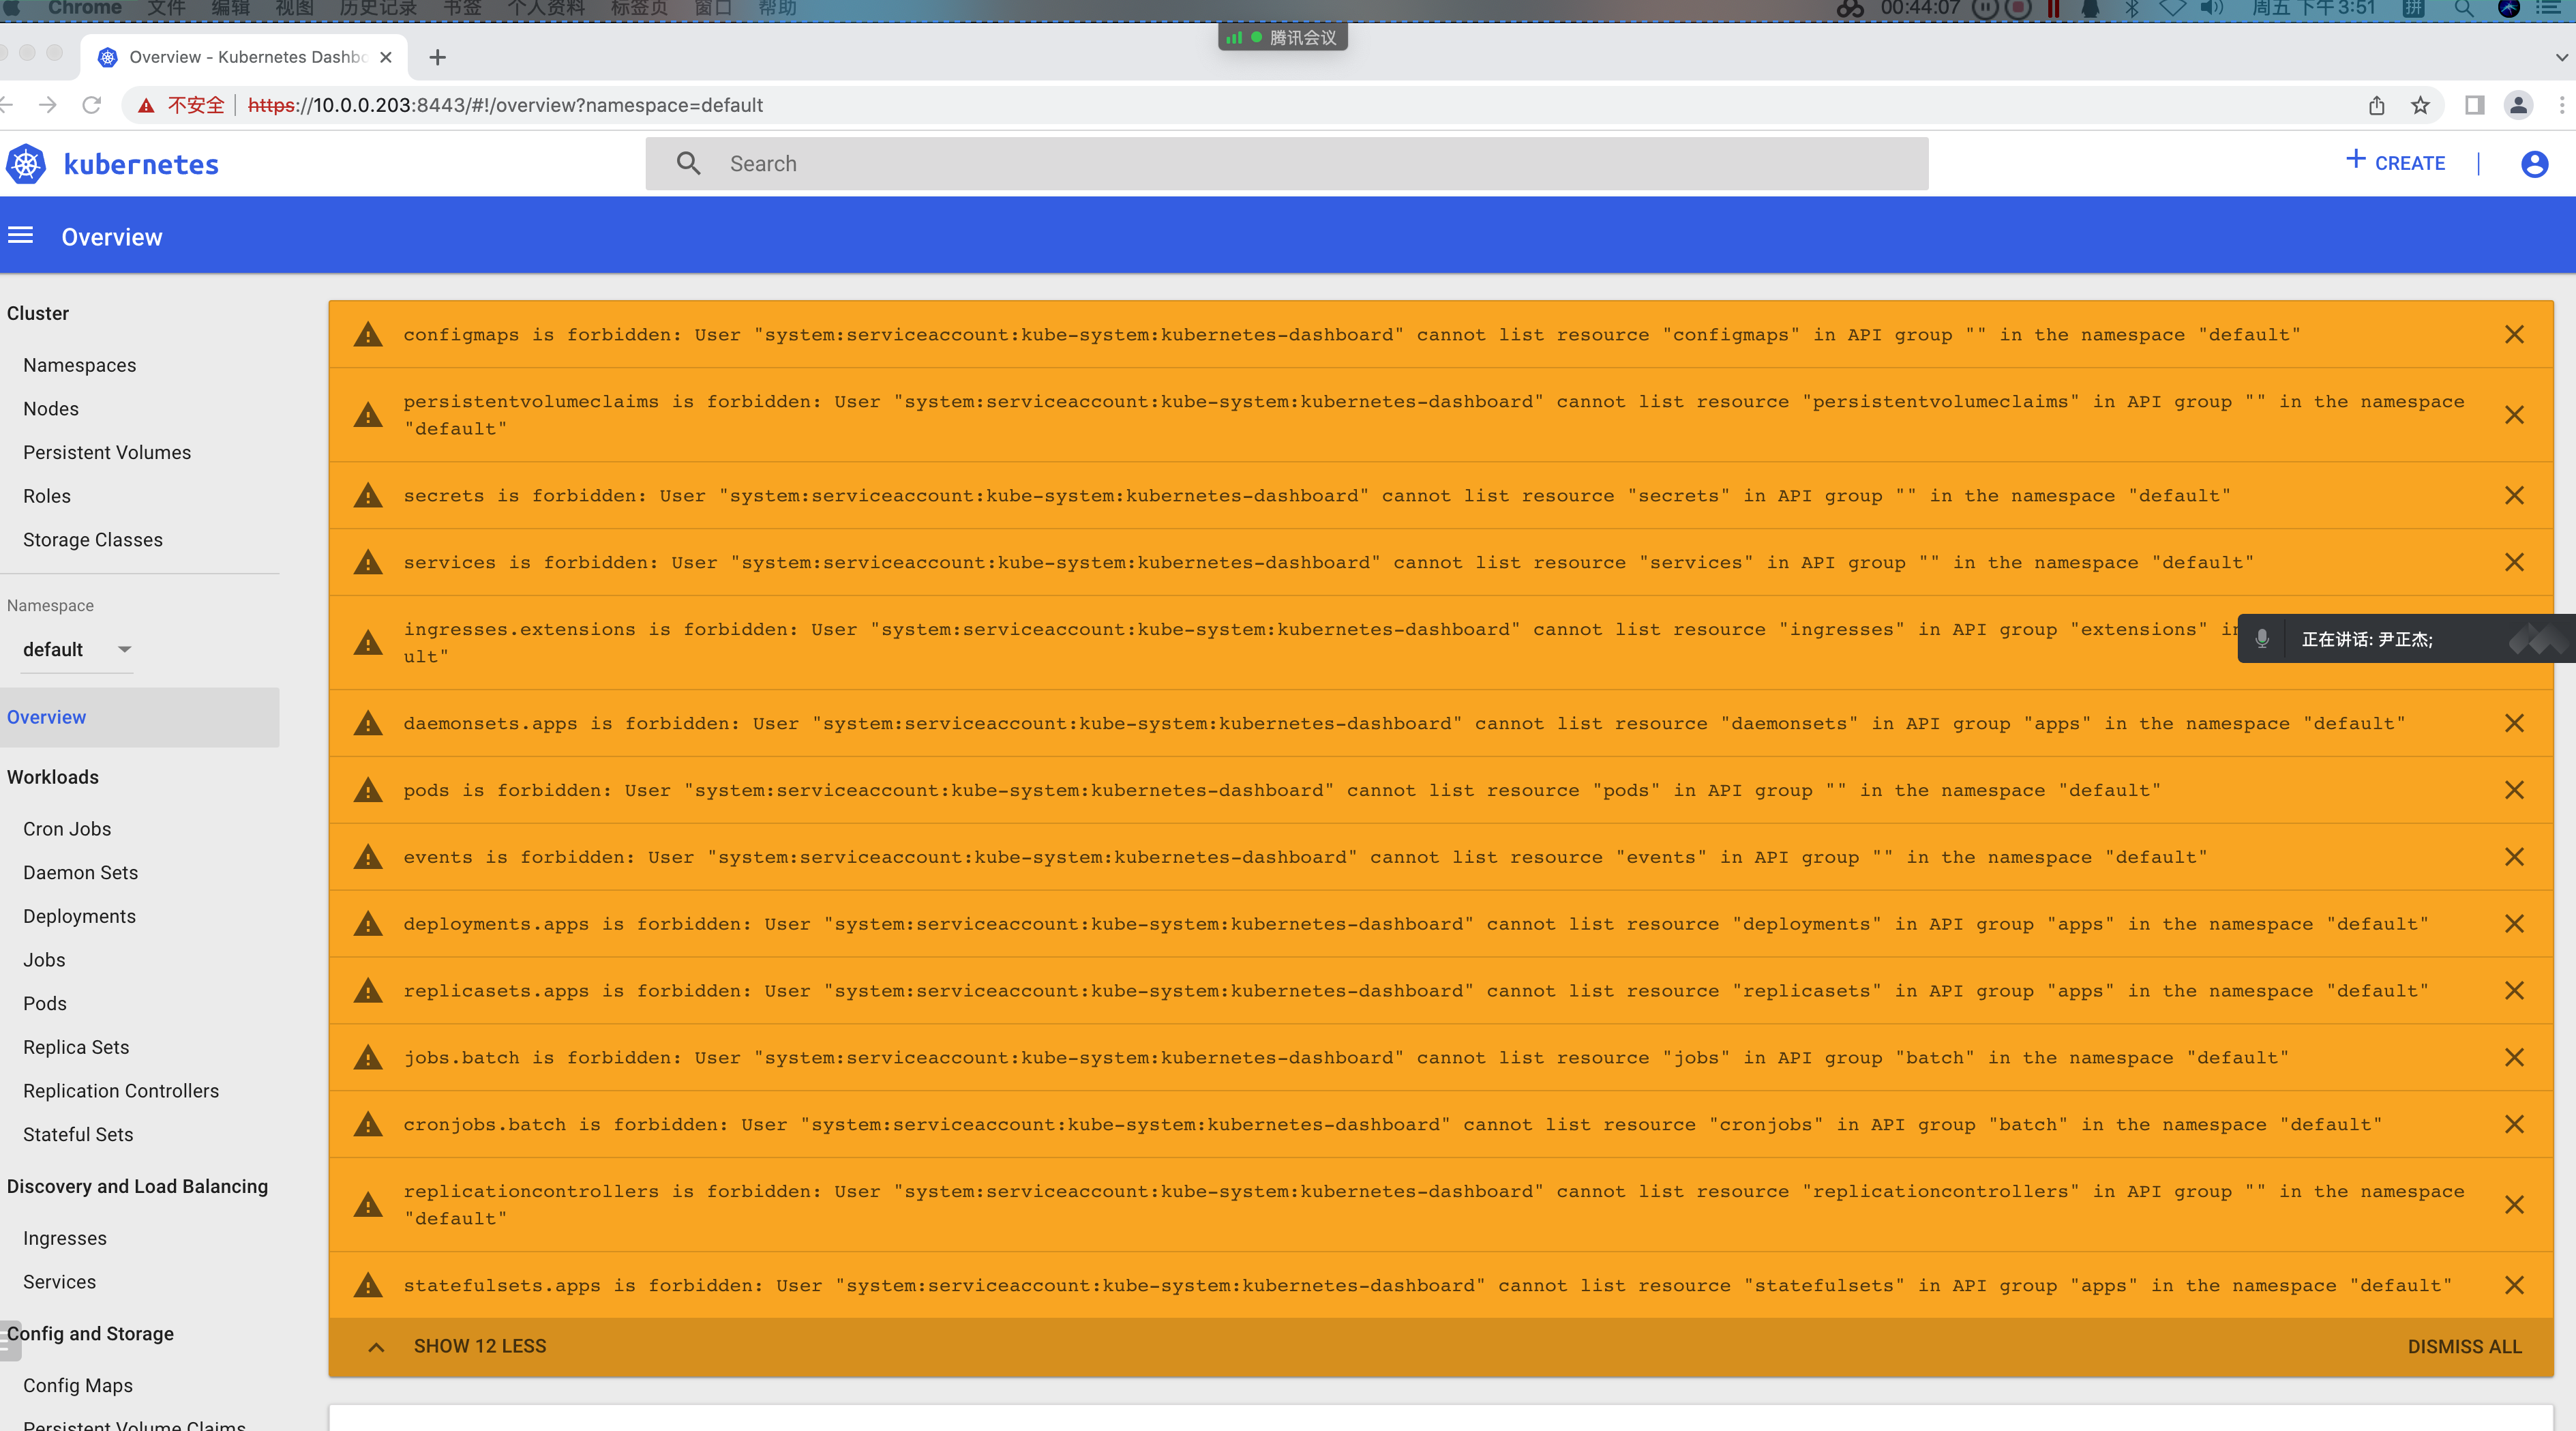 Chrome 文件 编辑 视图 历史记录 书签 个人资料 标签页 窗口 帮助 00:44:07 周五 下午3:51 拼
腾讯会议
Overview - Kubernetes Dashbo
不安全 https://10.0.0.203:8443/#!/overview?namespace=default
kubernetes
Search
CREATE
Overview
Cluster
Namespaces
Nodes
Persistent Volumes
Roles
Storage Classes
Namespace
default
Overview
Workloads
Cron Jobs
Daemon Sets
Deployments
Jobs
Pods
Replica Sets
Replication Controllers
Stateful Sets
Discovery and Load Balancing
Ingresses
Services
Config and Storage
Config Maps
Persistent Volume Claims
configmaps is forbidden: User "system:serviceaccount:kube-system:kubernetes-dashboard" cannot list resource "configmaps" in API group "" in the namespace "default"
persistentvolumeclaims is forbidden: User "system:serviceaccount:kube-system:kubernetes-dashboard" cannot list resource "persistentvolumeclaims" in API group "" in the namespace
"default"
secrets is forbidden: User "system:serviceaccount:kube-system:kubernetes-dashboard" cannot list resource "secrets" in API group "" in the namespace "default"
services is forbidden: User "system:serviceaccount:kube-system:kubernetes-dashboard" cannot list resource "services" in API group "" in the namespace "default"
ingresses.extensions is forbidden: User "system:serviceaccount:kube-system:kubernetes-dashboard" cannot list resource "ingresses" in API group "extensions" in
ult"
正在讲话: 尹正杰;
daemonsets.apps is forbidden: User "system:serviceaccount:kube-system:kubernetes-dashboard" cannot list resource "daemonsets" in API group "apps" in the namespace "default"
pods is forbidden: User "system:serviceaccount:kube-system:kubernetes-dashboard" cannot list resource "pods" in API group "" in the namespace "default"
events is forbidden: User "system:serviceaccount:kube-system:kubernetes-dashboard" cannot list resource "events" in API group "" in the namespace "default"
deployments.apps is forbidden: User "system:serviceaccount:kube-system:kubernetes-dashboard" cannot list resource "deployments" in API group "apps" in the namespace "default"
replicasets.apps is forbidden: User "system:serviceaccount:kube-system:kubernetes-dashboard" cannot list resource "replicasets" in API group "apps" in the namespace "default"
jobs.batch is forbidden: User "system:serviceaccount:kube-system:kubernetes-dashboard" cannot list resource "jobs" in API group "batch" in the namespace "default"
cronjobs.batch is forbidden: User "system:serviceaccount:kube-system:kubernetes-dashboard" cannot list resource "cronjobs" in API group "batch" in the namespace "default"
replicationcontrollers is forbidden: User "system:serviceaccount:kube-system:kubernetes-dashboard" cannot list resource "replicationcontrollers" in API group "" in the namespace
"default"
statefulsets.apps is forbidden: User "system:serviceaccount:kube-system:kubernetes-dashboard" cannot list resource "statefulsets" in API group "apps" in the namespace "default"
SHOW 12 LESS
DISMISS ALL